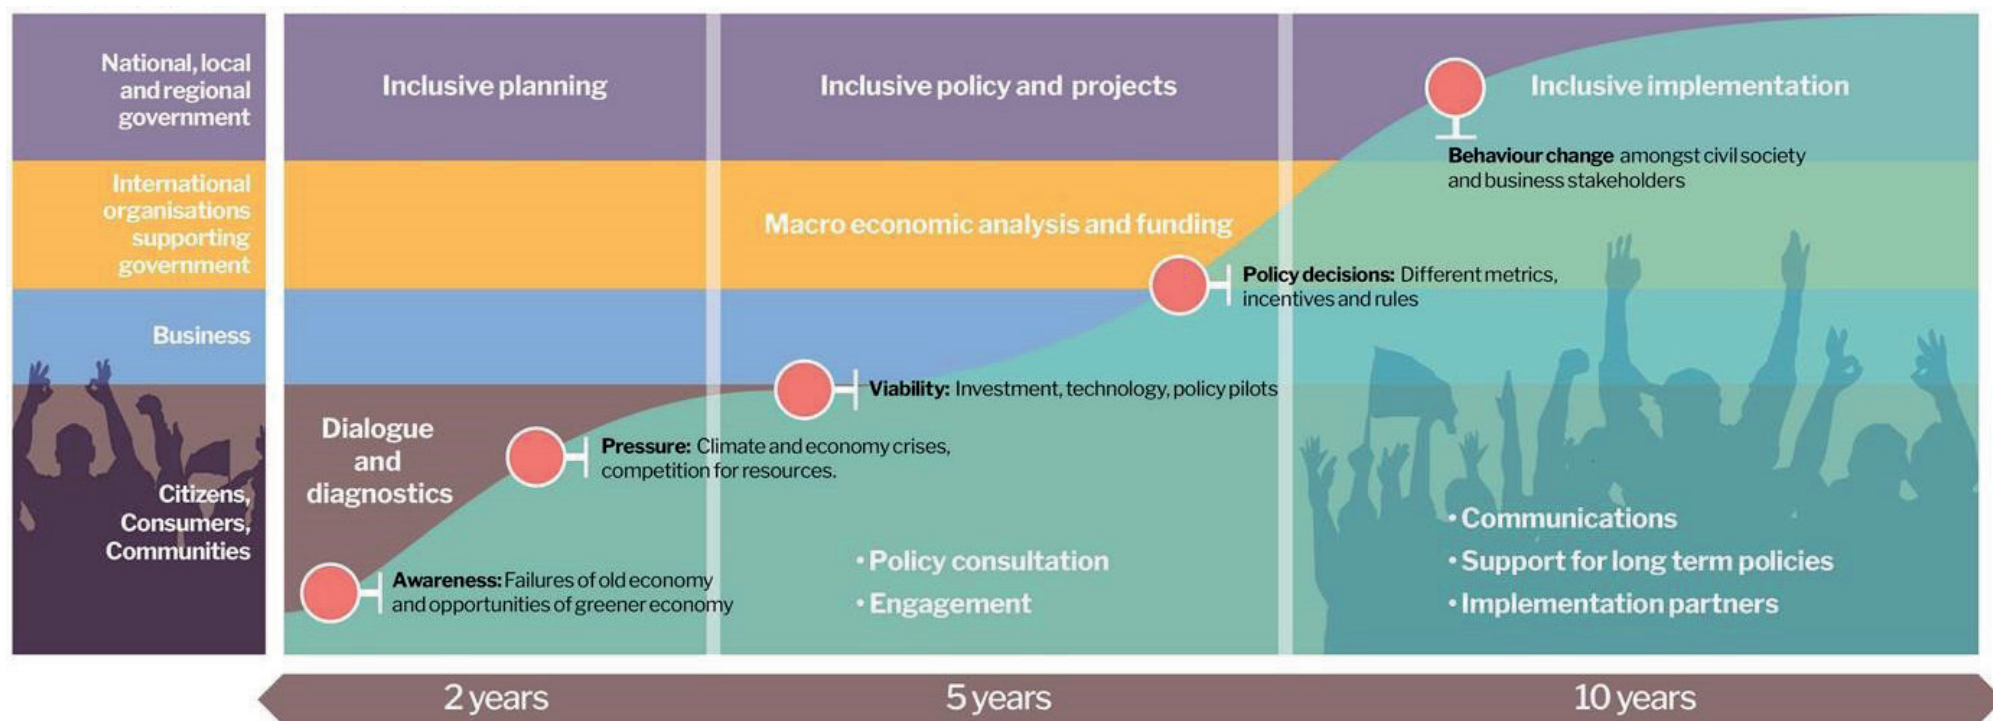 National, local
and regional
government
International
organisations
supporting
government
Business
Citizens,
Consumers,
Communities
Inclusive planning
Inclusive policy and projects
Inclusive implementation
Behaviour change amongst civil society
and business stakeholders
Macro economic analysis and funding
Policy decisions: Different metrics,
incentives and rules
Viability: Investment, technology, policy pilots
Dialogue
and
diagnostics
Pressure: Climate and economy crises,
competition for resources.
Awareness: Failures of old economy
and opportunities of greener economy
• Policy consultation
• Engagement
• Communications
• Support for long term policies
• Implementation partners
2 years
5 years
10 years